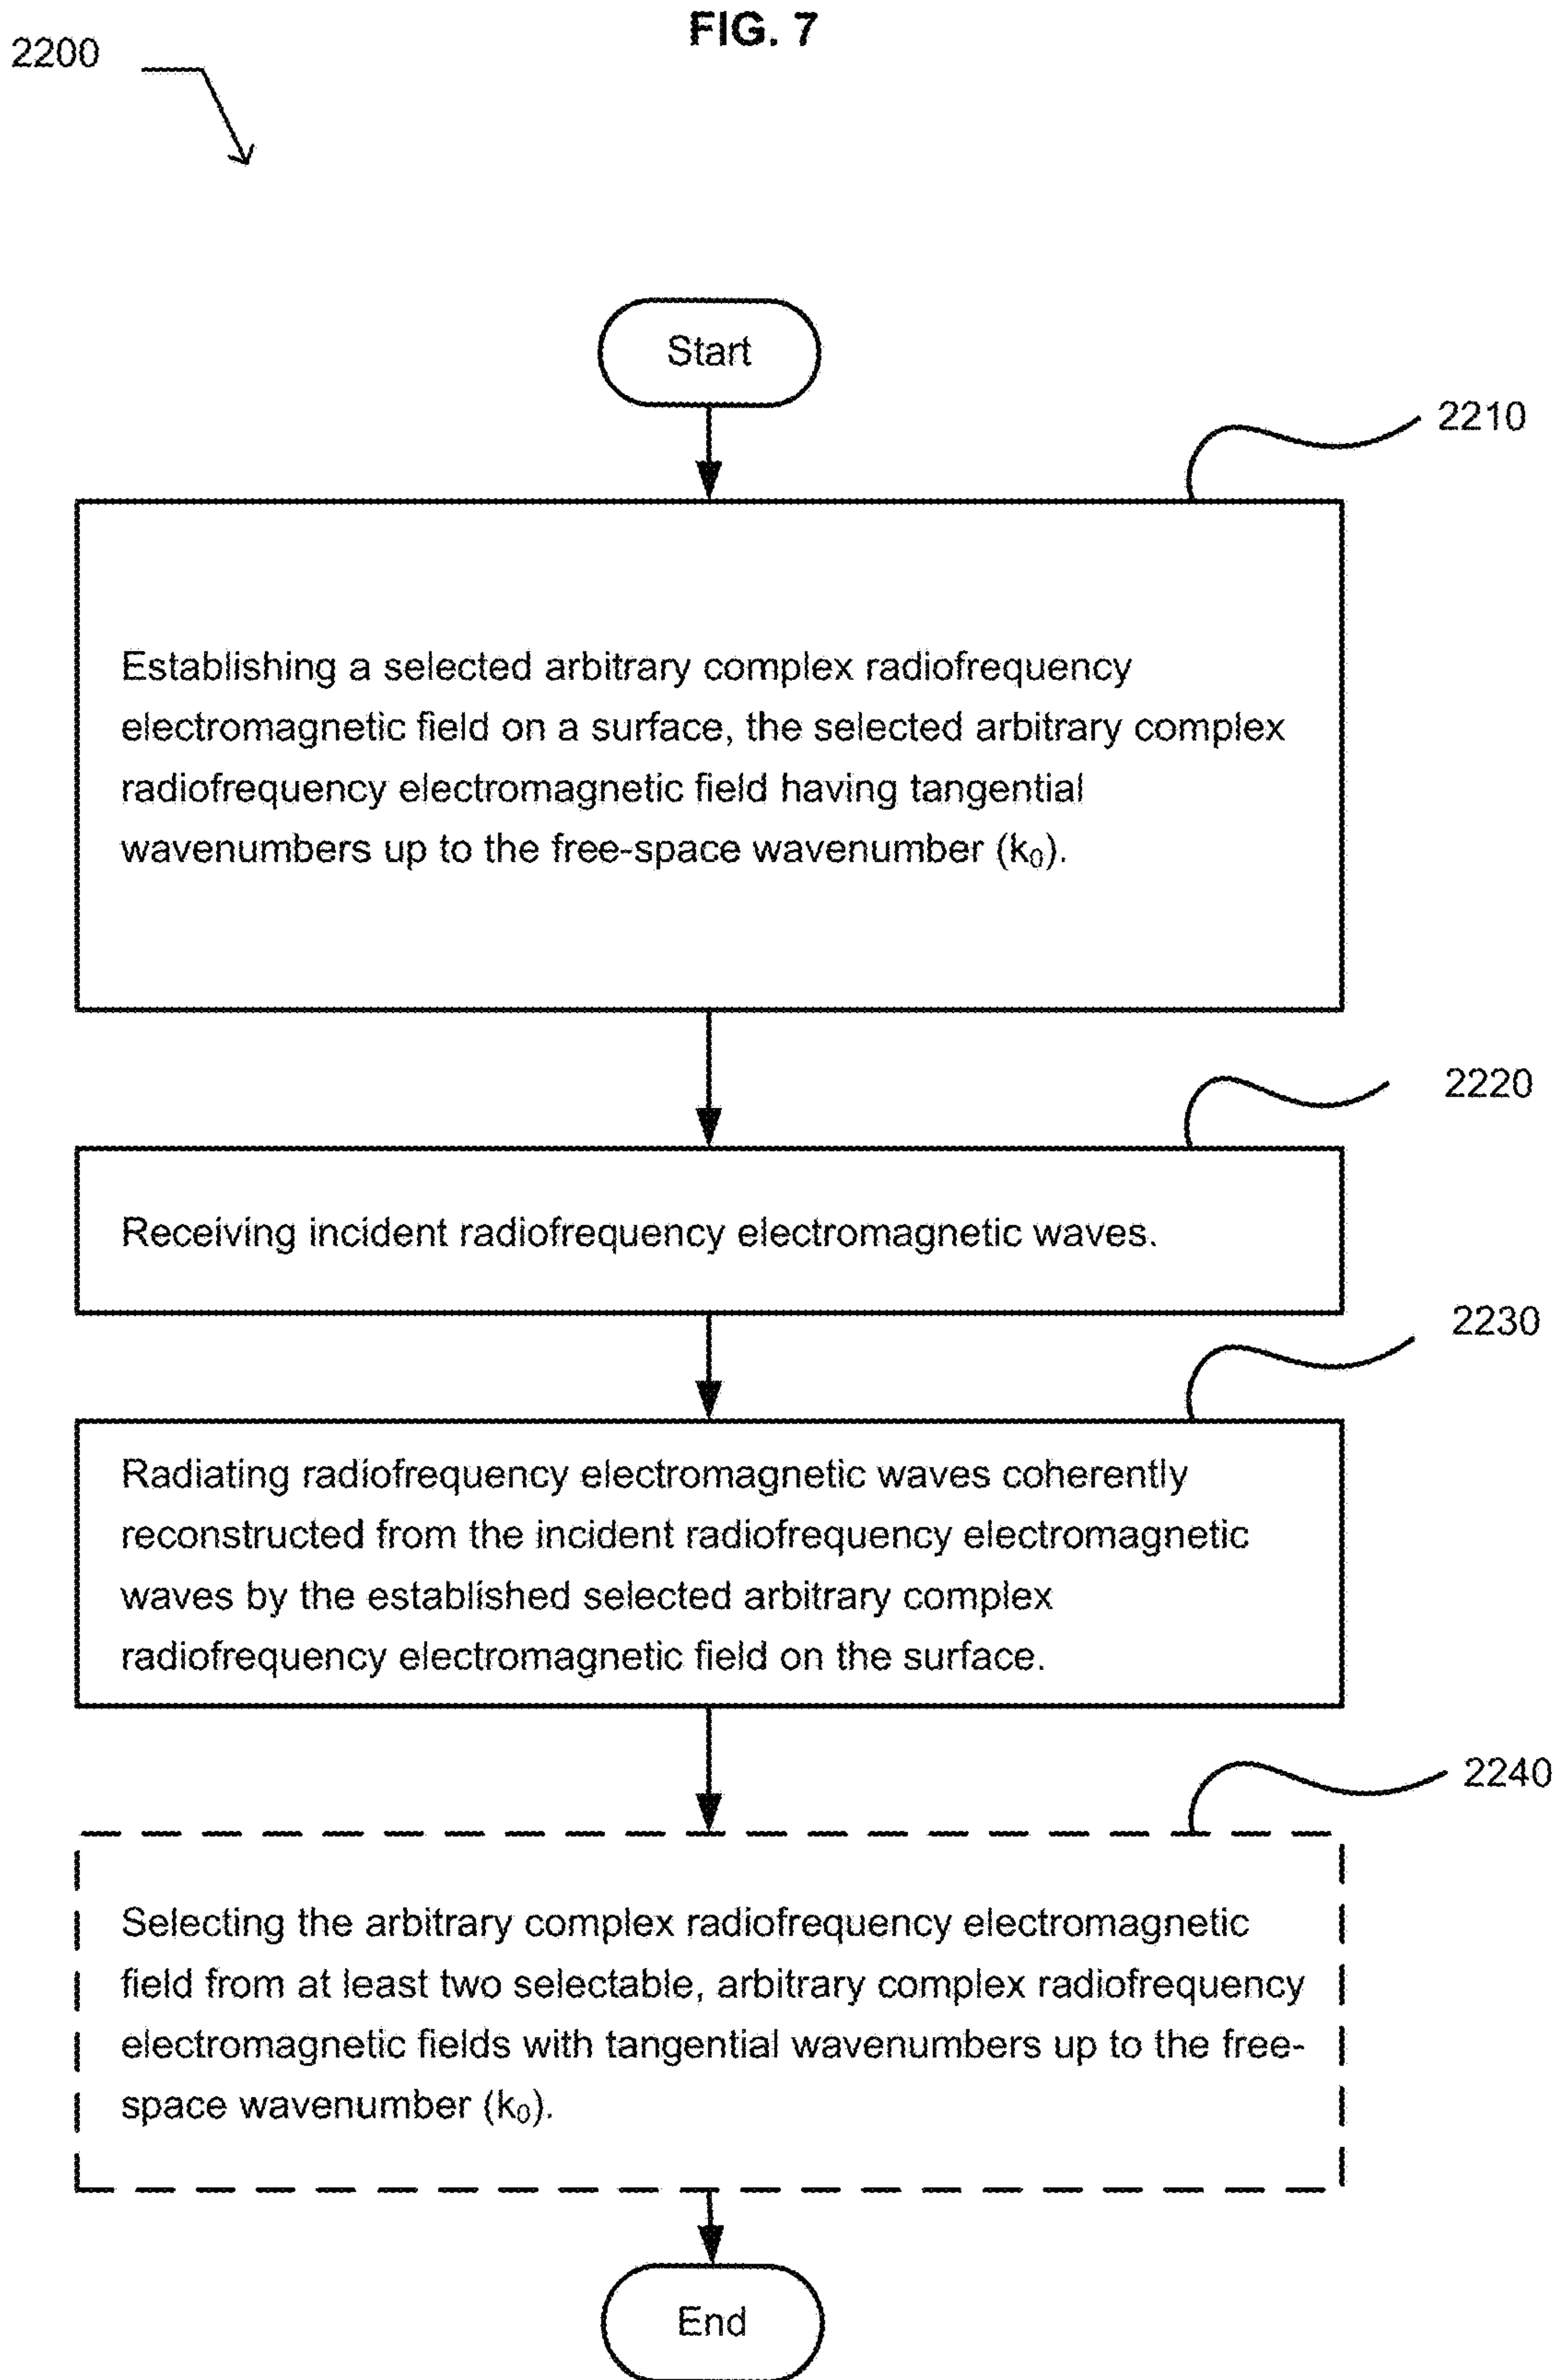 FIG. 7
2200
Start
2210
Establishing a selected arbitrary complex radiofrequency
electromagnetic field on a surface, the selected arbitrary complex
radiofrequency electromagnetic field having tangential
wavenumbers up to the free-space wavenumber (k₀).
2220
Receiving incident radiofrequency electromagnetic waves.
2230
Radiating radiofrequency electromagnetic waves coherently
reconstructed from the incident radiofrequency electromagnetic
waves by the established selected arbitrary complex
radiofrequency electromagnetic field on the surface.
2240
Selecting the arbitrary complex radiofrequency electromagnetic
field from at least two selectable, arbitrary complex radiofrequency
electromagnetic fields with tangential wavenumbers up to the free-
space wavenumber (k₀).
End